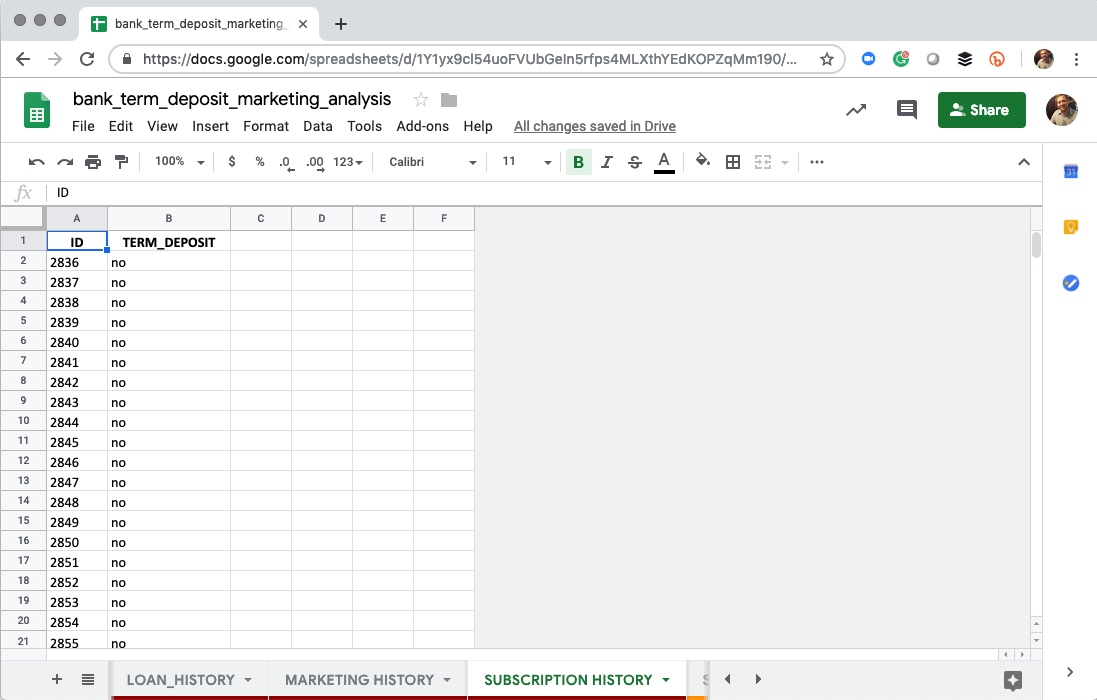 bank_term_deposit_marketing_
https://docs.google.com/spreadsheets/d/1Y1yx9cl54uoFVUbGeln5rfps4MLXthYEdKOPZqMm190/...
bank_term_deposit_marketing_analysis
File Edit View Insert Format Data Tools Add-ons Help All changes saved in Drive
Share
100% $ % .0 .00 123 Calibri 11 B I S A ...
31
fx ID
A B C D E F
1 ID TERM_DEPOSIT
2 2836 no
3 2837 no
4 2838 no
5 2839 no
6 2840 no
7 2841 no
8 2842 no
9 2843 no
10 2844 no
11 2845 no
12 2846 no
13 2847 no
14 2848 no
15 2849 no
16 2850 no
17 2851 no
18 2852 no
19 2853 no
20 2854 no
21 2855 no
LOAN_HISTORY MARKETING HISTORY SUBSCRIPTION HISTORY